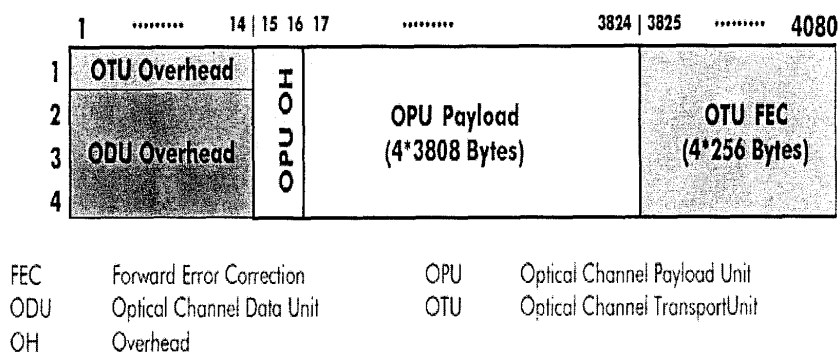 1 ········· 14 | 15 16 17 ········· 3824 | 3825 ········· 4080
1 OTU Overhead
2
3 ODU Overhead
4
OPU OH
OPU Payload
(4*3808 Bytes)
OTU FEC
(4*256 Bytes)
FEC Forward Error Correction OPU Optical Channel Payload Unit
ODU Optical Channel Data Unit OTU Optical Channel TransportUnit
OH Overhead